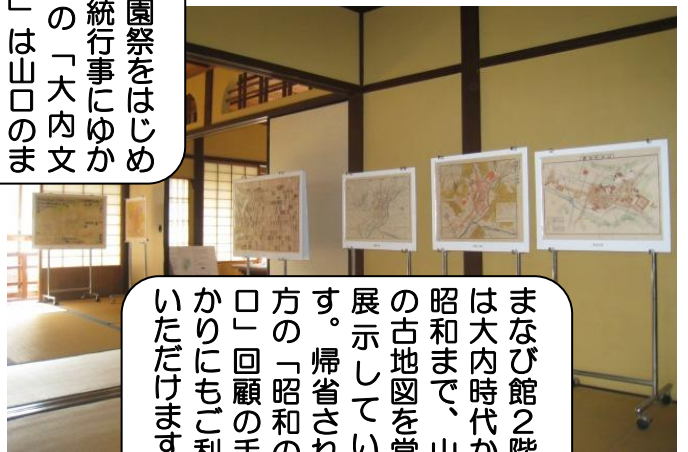 園祭をはじめ
統行事にゆか
の「大内文
」は山口のま
まなび館２階
は大内時代か
昭和まで、山
の古地図を常
展示してい
す。帰省され
方の「昭和の
口」回顧の手
かりにもご利
いただけます